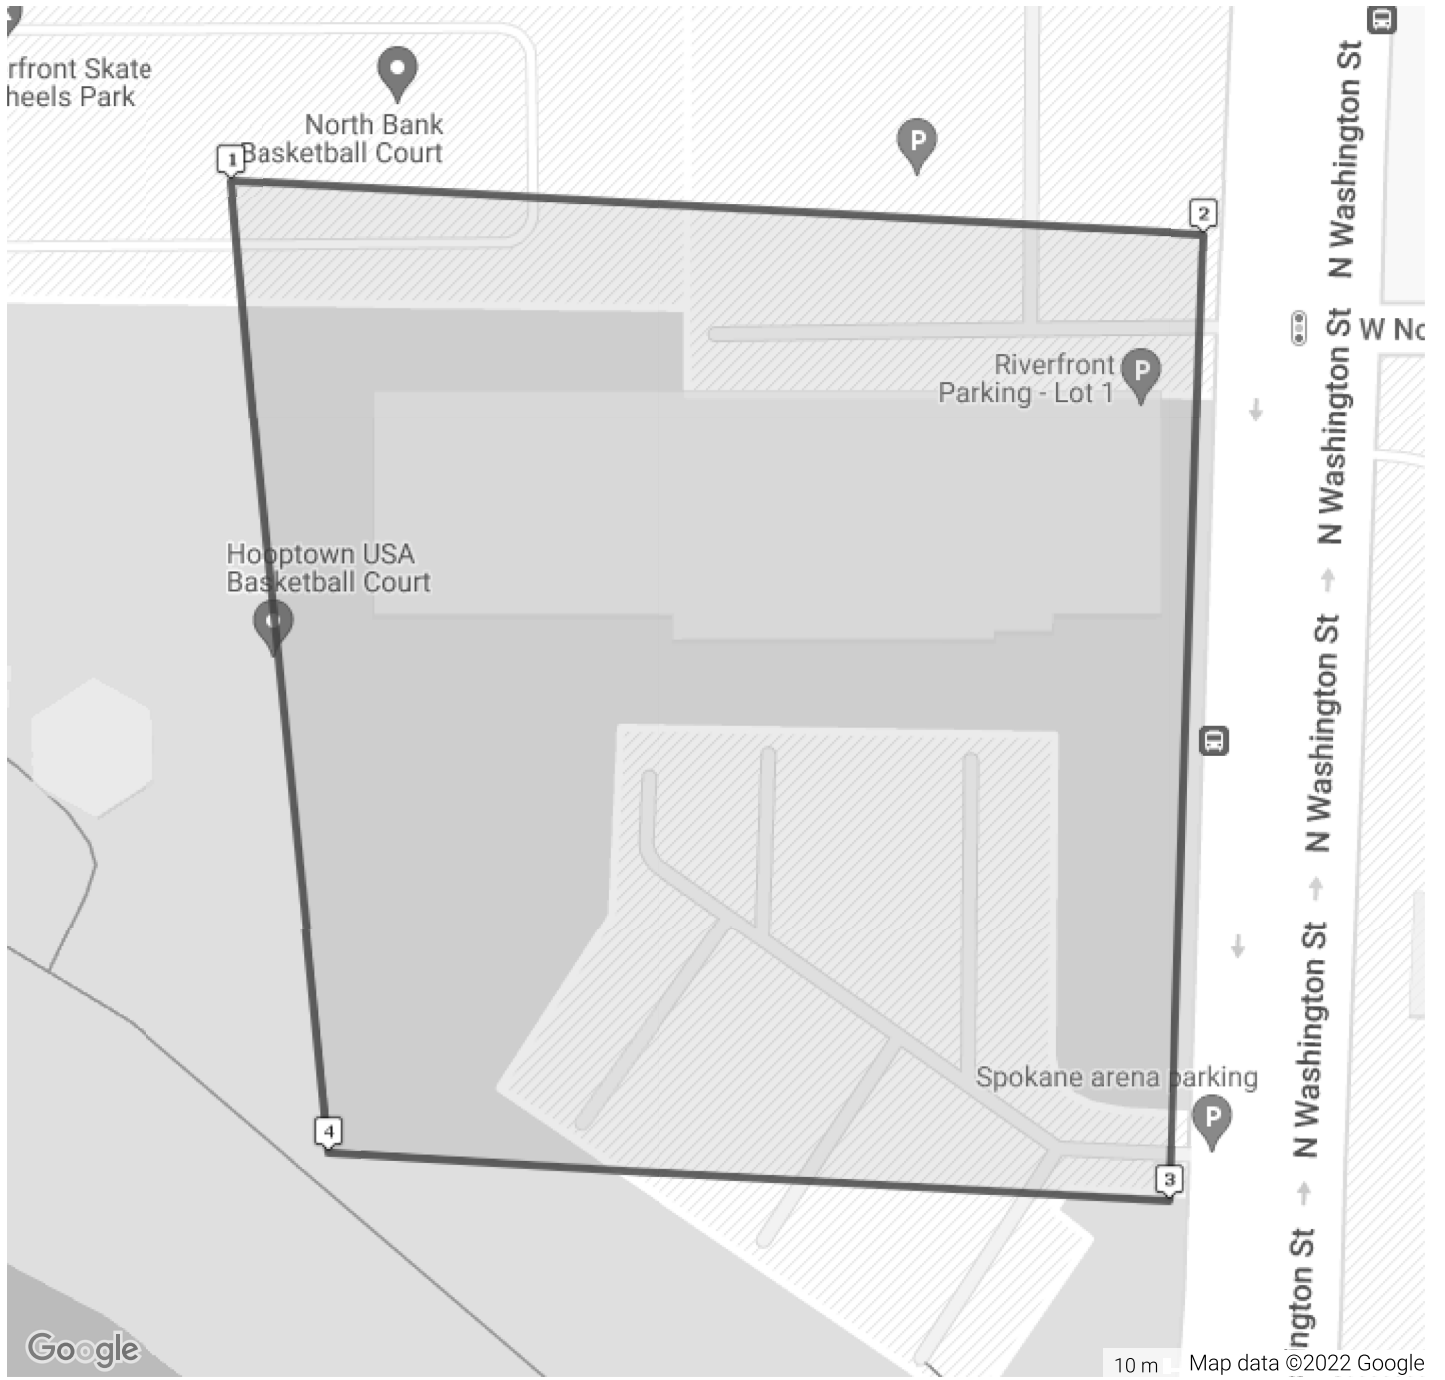 rfront Skate
heels Park
North Bank
Basketball Court
1
P
2
N Washington St
W No
N Washington St
Riverfront
Parking - Lot 1
P
Hooptown USA
Basketball Court
N Washington St
Spokane arena parking
P
N Washington St
4
3
ngton St
Google
10 m
Map data ©2022 Google